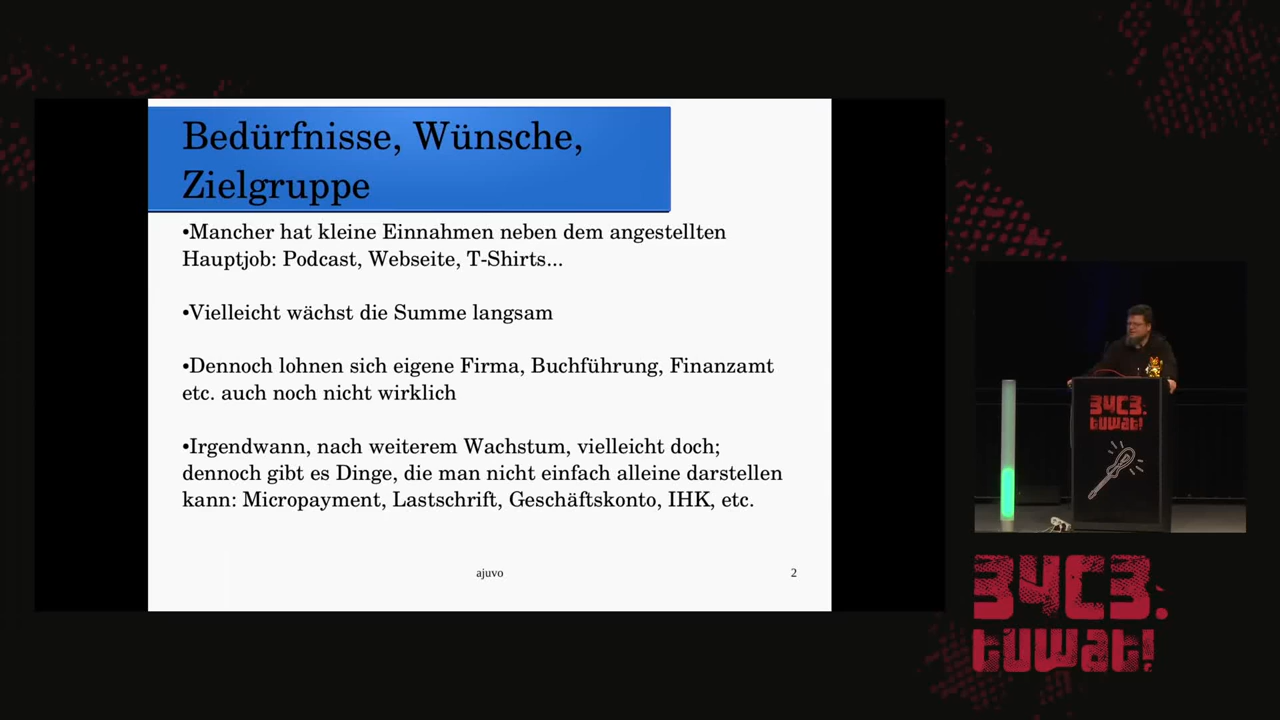 Bedürfnisse, Wünsche,
Zielgruppe
•Mancher hat kleine Einnahmen neben dem angestellten
Hauptjob: Podcast, Webseite, T-Shirts...
•Vielleicht wächst die Summe langsam
•Dennoch lohnen sich eigene Firma, Buchführung, Finanzamt
etc. auch noch nicht wirklich
•Irgendwann, nach weiterem Wachstum, vielleicht doch;
dennoch gibt es Dinge, die man nicht einfach alleine darstellen
kann: Micropayment, Lastschrift, Geschäftskonto, IHK, etc.
ajuvo
2
34C3.
tuwat!
34C3.
tuwat!